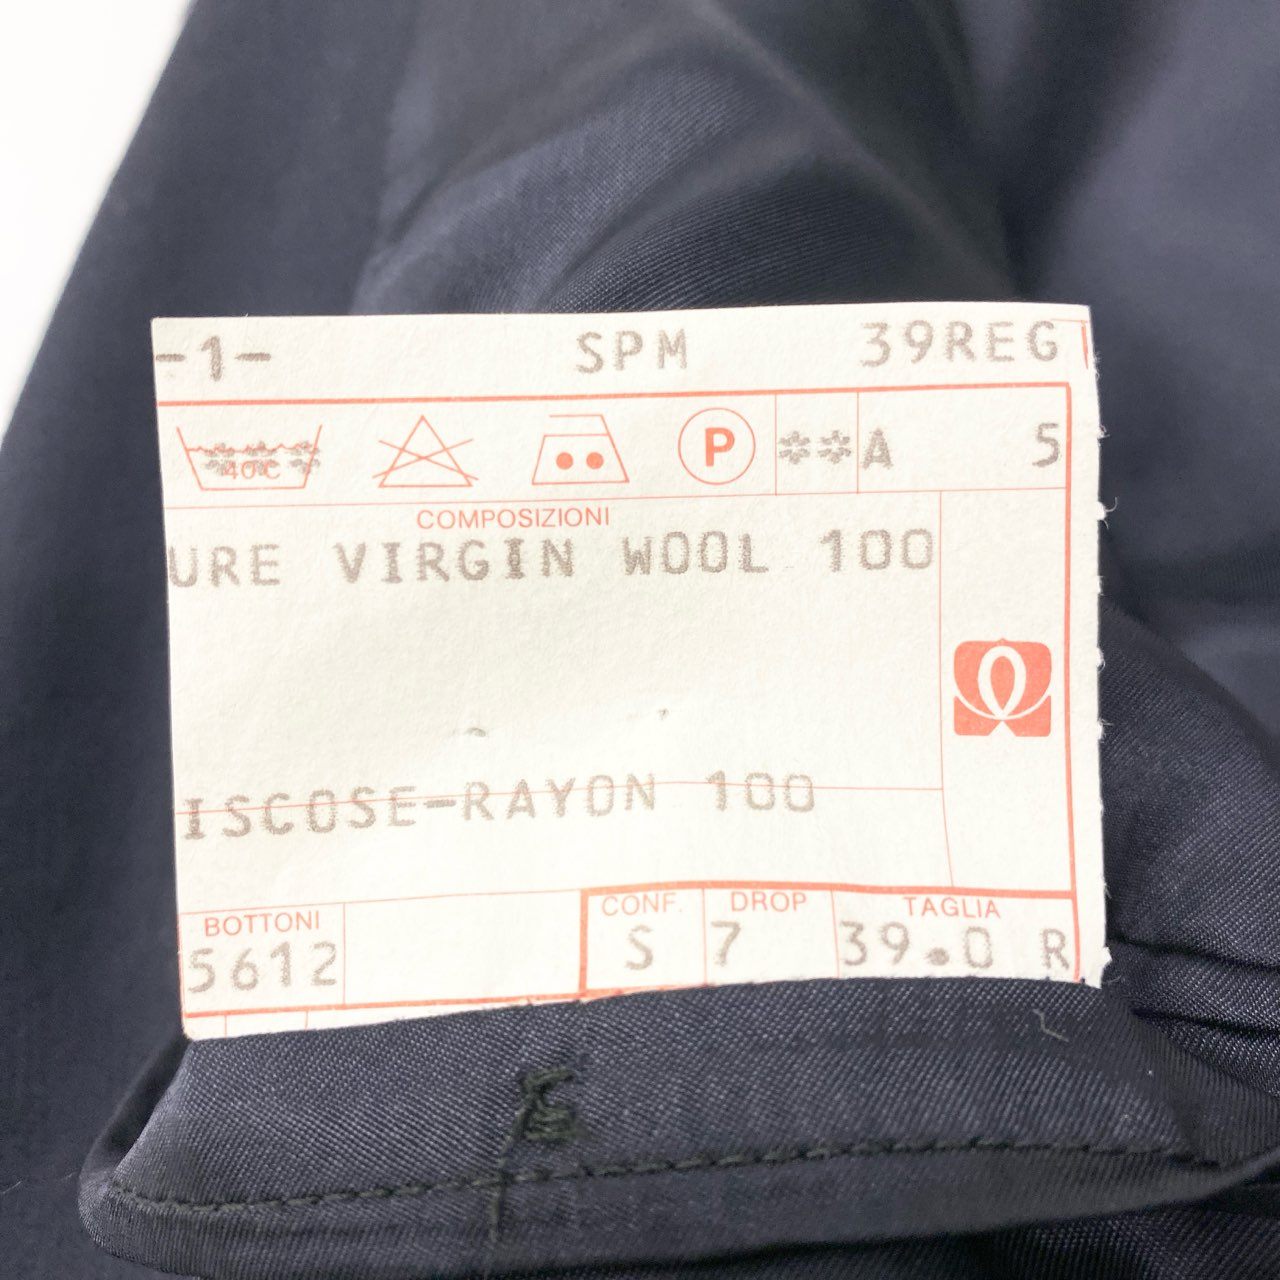 -1- SPM 39REG
40°C P **A 5
COMPOSIZIONI
URE VIRGIN WOOL 100
ISCOSE-RAYON 100
BOTTONI CONF. DROP TAGLIA
5612 S 7 39.0 R